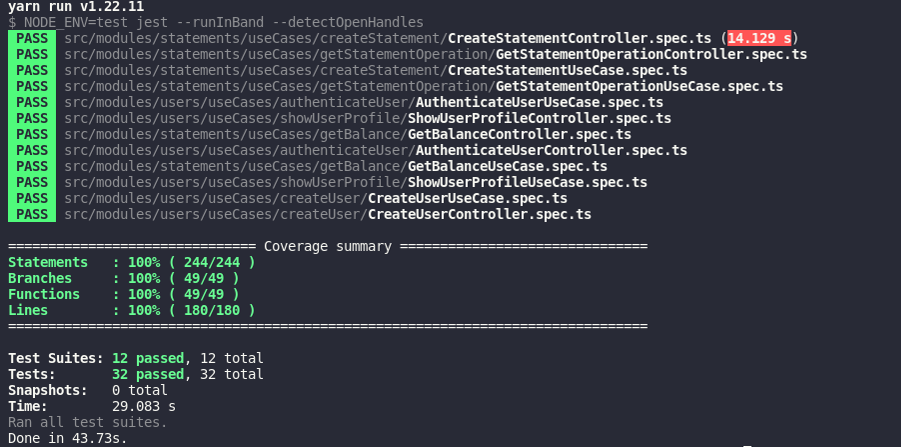 yarn run v1.22.11
$ NODE_ENV=test jest --runInBand --detectOpenHandles
PASS src/modules/statements/useCases/createStatement/CreateStatementController.spec.ts (14.129 s)
PASS src/modules/statements/useCases/getStatementOperation/GetStatementOperationController.spec.ts
PASS src/modules/statements/useCases/createStatement/CreateStatementUseCase.spec.ts
PASS src/modules/statements/useCases/getStatementOperation/GetStatementOperationUseCase.spec.ts
PASS src/modules/users/useCases/authenticateUser/AuthenticateUserUseCase.spec.ts
PASS src/modules/users/useCases/showUserProfile/ShowUserProfileController.spec.ts
PASS src/modules/statements/useCases/getBalance/GetBalanceController.spec.ts
PASS src/modules/users/useCases/authenticateUser/AuthenticateUserController.spec.ts
PASS src/modules/statements/useCases/getBalance/GetBalanceUseCase.spec.ts
PASS src/modules/users/useCases/showUserProfile/ShowUserProfileUseCase.spec.ts
PASS src/modules/users/useCases/createUser/CreateUserUseCase.spec.ts
PASS src/modules/users/useCases/createUser/CreateUserController.spec.ts
=============================== Coverage summary ===============================
Statements : 100% ( 244/244 )
Branches : 100% ( 49/49 )
Functions : 100% ( 49/49 )
Lines : 100% ( 180/180 )
================================================================================
Test Suites: 12 passed, 12 total
Tests: 32 passed, 32 total
Snapshots: 0 total
Time: 29.083 s
Ran all test suites.
Done in 43.73s.